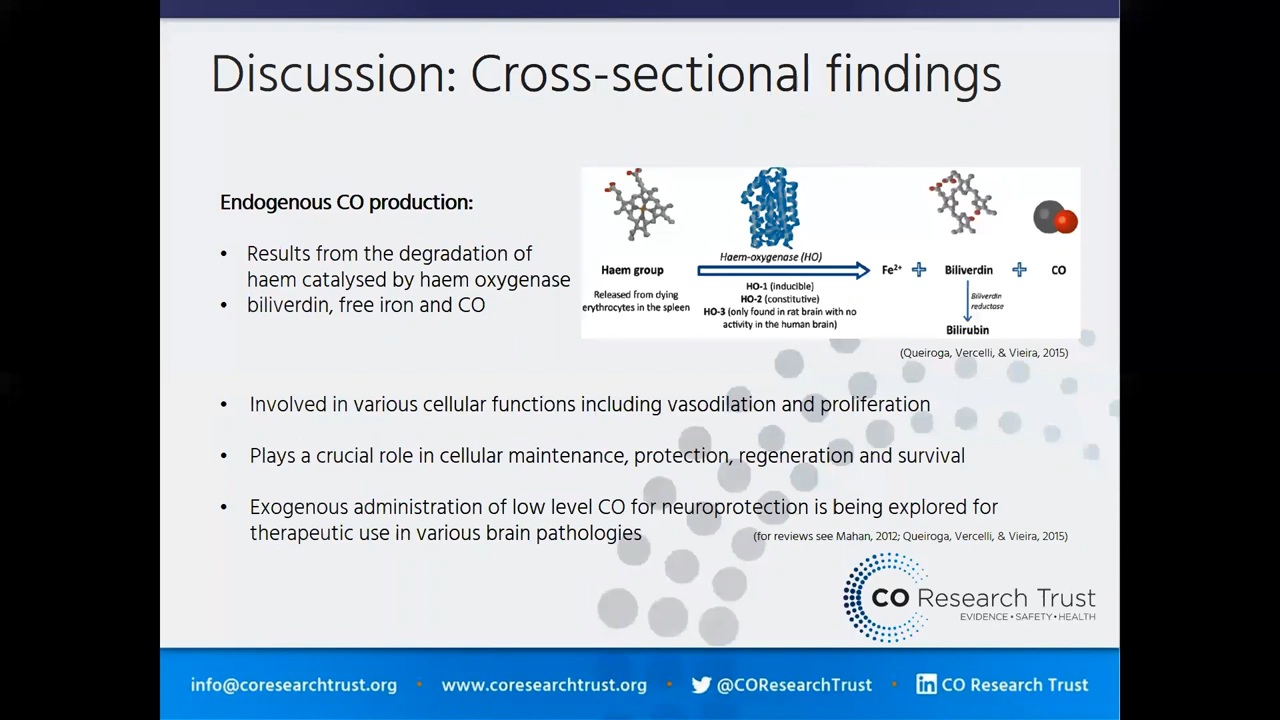 Discussion: Cross-sectional findings
Endogenous CO production:
• Results from the degradation of
haem catalysed by haem oxygenase
• biliverdin, free iron and CO
Haem-oxygenase (HO)
Haem group
Fe²⁺ + Biliverdin + CO
Released from dying
erythrocytes in the spleen
HO-1 (inducible)
HO-2 (constitutive)
HO-3 (only found in rat brain with no
activity in the human brain)
Biliverdin
reductase
Bilirubin
(Queiroga, Vercelli, & Vieira, 2015)
• Involved in various cellular functions including vasodilation and proliferation
• Plays a crucial role in cellular maintenance, protection, regeneration and survival
• Exogenous administration of low level CO for neuroprotection is being explored for
therapeutic use in various brain pathologies
(for reviews see Mahan, 2012; Queiroga, Vercelli, & Vieira, 2015)
CO Research Trust
EVIDENCE • SAFETY • HEALTH
info@coresearchtrust.org • www.coresearchtrust.org • @COResearchTrust • in CO Research Trust